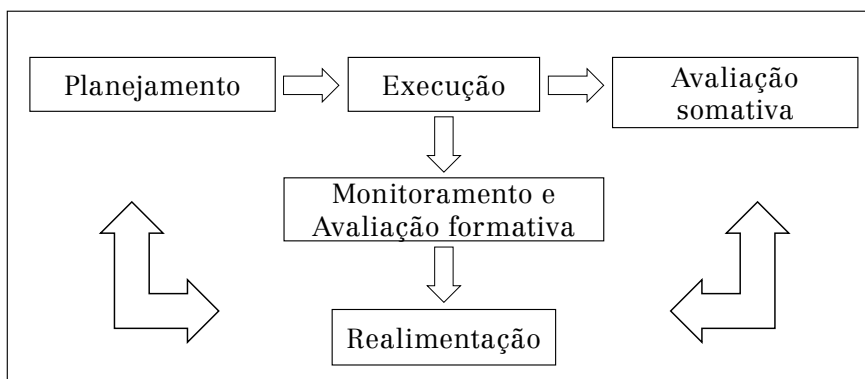 Planejamento
Execução
Avaliação
somativa
Monitoramento e
Avaliação formativa
Realimentação